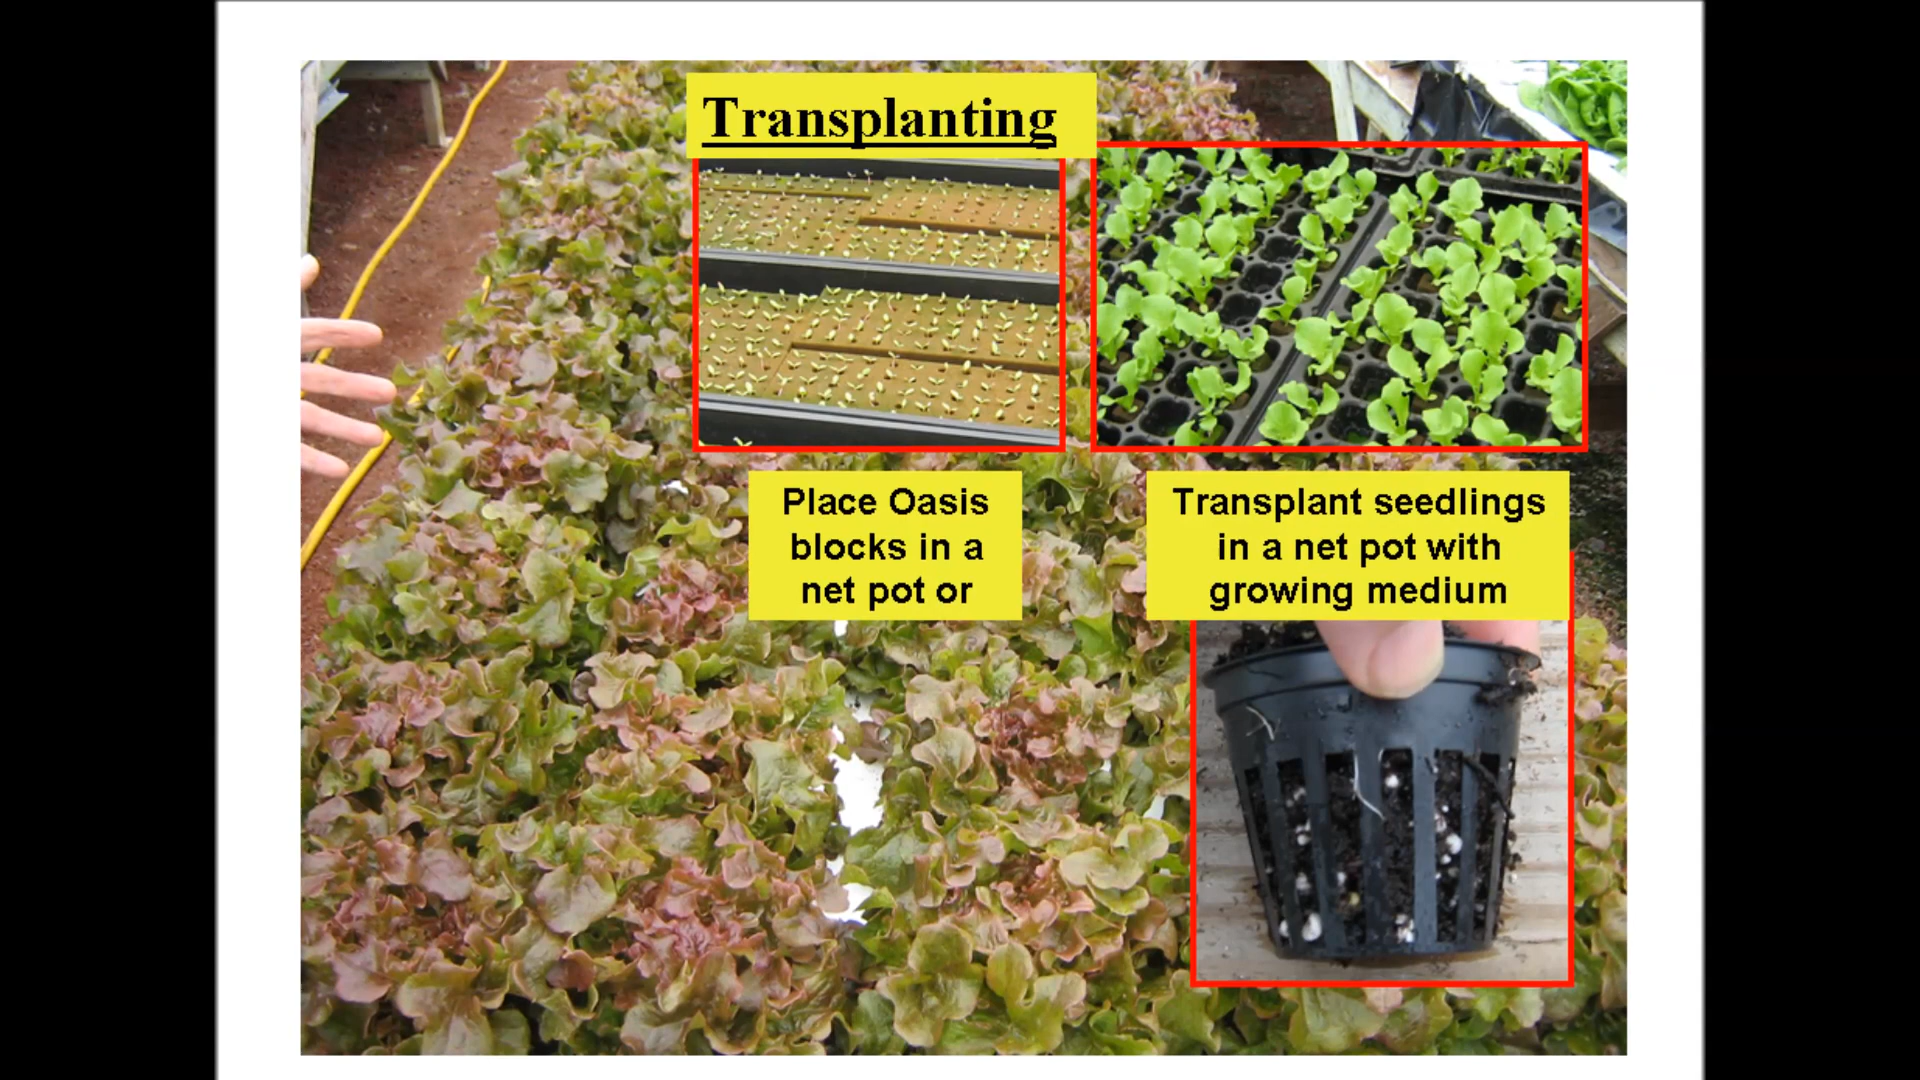 Transplanting
Place Oasis
blocks in a
net pot or
Transplant seedlings
in a net pot with
growing medium